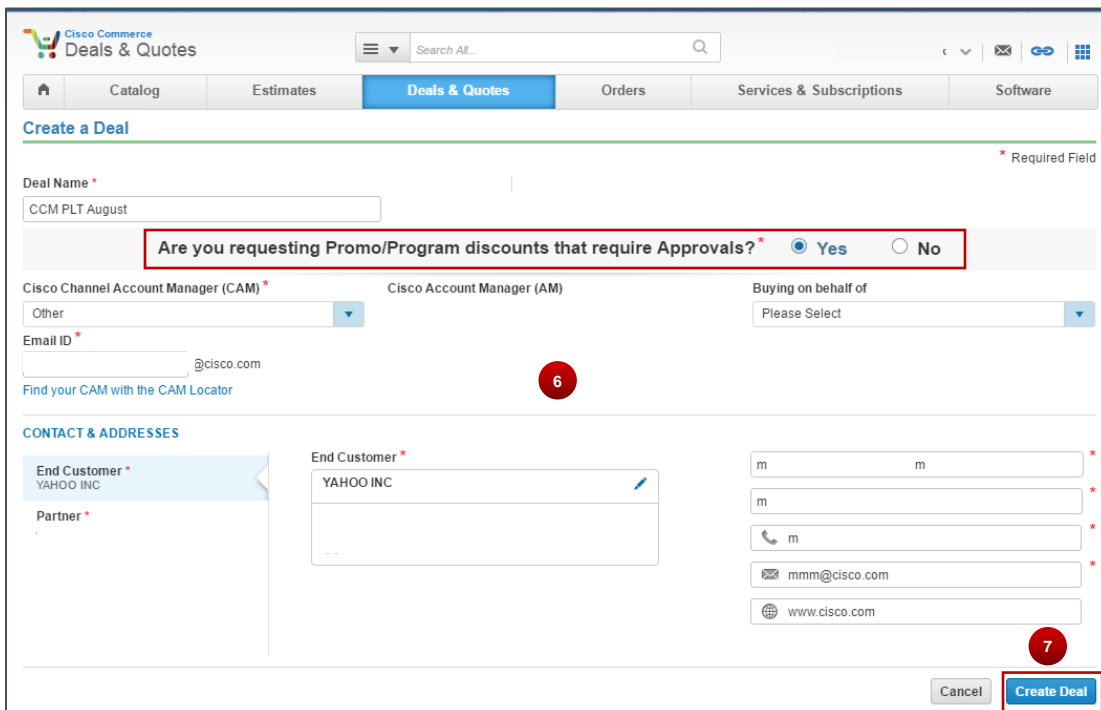 Cisco Commerce
Deals & Quotes
Search All...
Catalog Estimates Deals & Quotes Orders Services & Subscriptions Software
Create a Deal
* Required Field
Deal Name *
CCM PLT August
Are you requesting Promo/Program discounts that require Approvals? * Yes No
Cisco Channel Account Manager (CAM) * Cisco Account Manager (AM) Buying on behalf of
Other Please Select
Email ID *
@cisco.com
Find your CAM with the CAM Locator
6
CONTACT & ADDRESSES
End Customer *
YAHOO INC
Partner *
End Customer *
YAHOO INC
m m *
m *
m *
mmm@cisco.com *
www.cisco.com
7
Cancel Create Deal